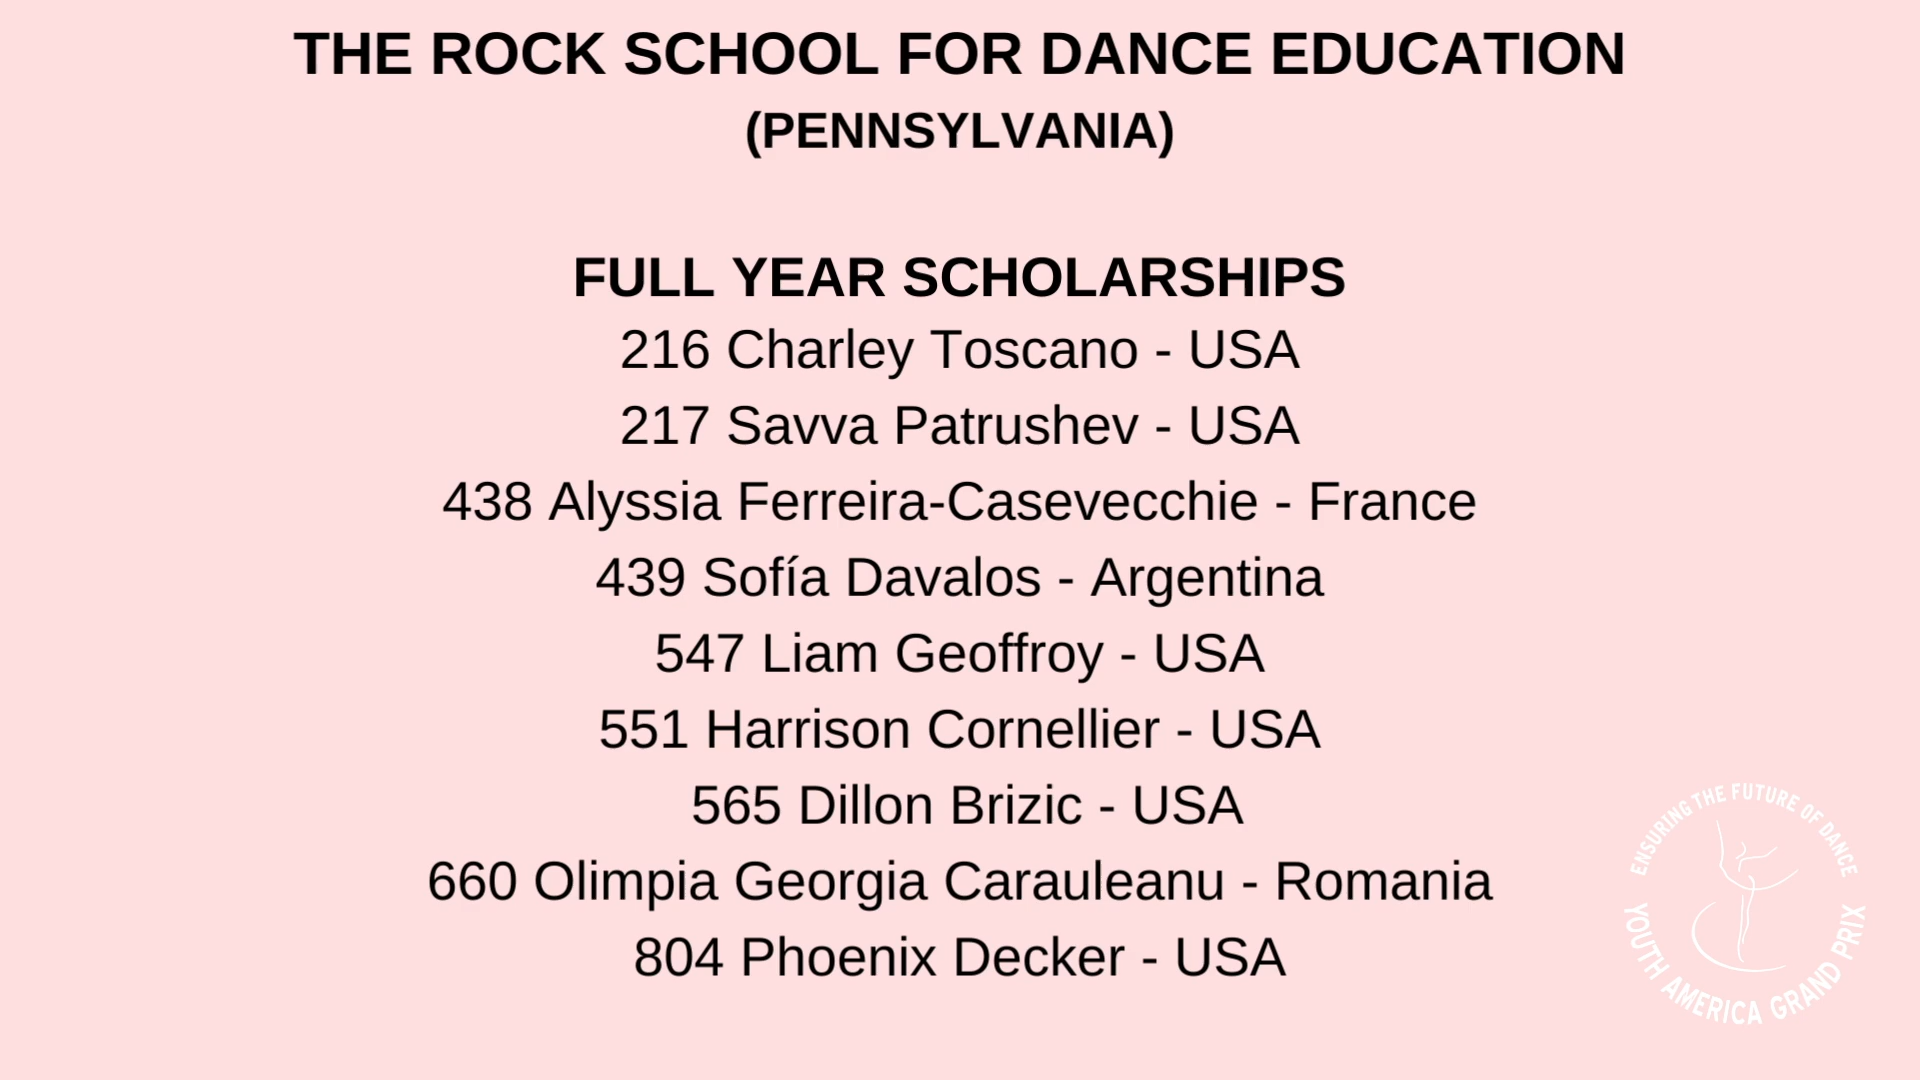 THE ROCK SCHOOL FOR DANCE EDUCATION
(PENNSYLVANIA)
FULL YEAR SCHOLARSHIPS
216 Charley Toscano - USA
217 Savva Patrushev - USA
438 Alyssia Ferreira-Casevecchie - France
439 Sofía Davalos - Argentina
547 Liam Geoffroy - USA
551 Harrison Cornellier - USA
565 Dillon Brizic - USA
660 Olimpia Georgia Carauleanu - Romania
804 Phoenix Decker - USA
ENSURING THE FUTURE OF DANCE
YOUTH AMERICA GRAND PRIX